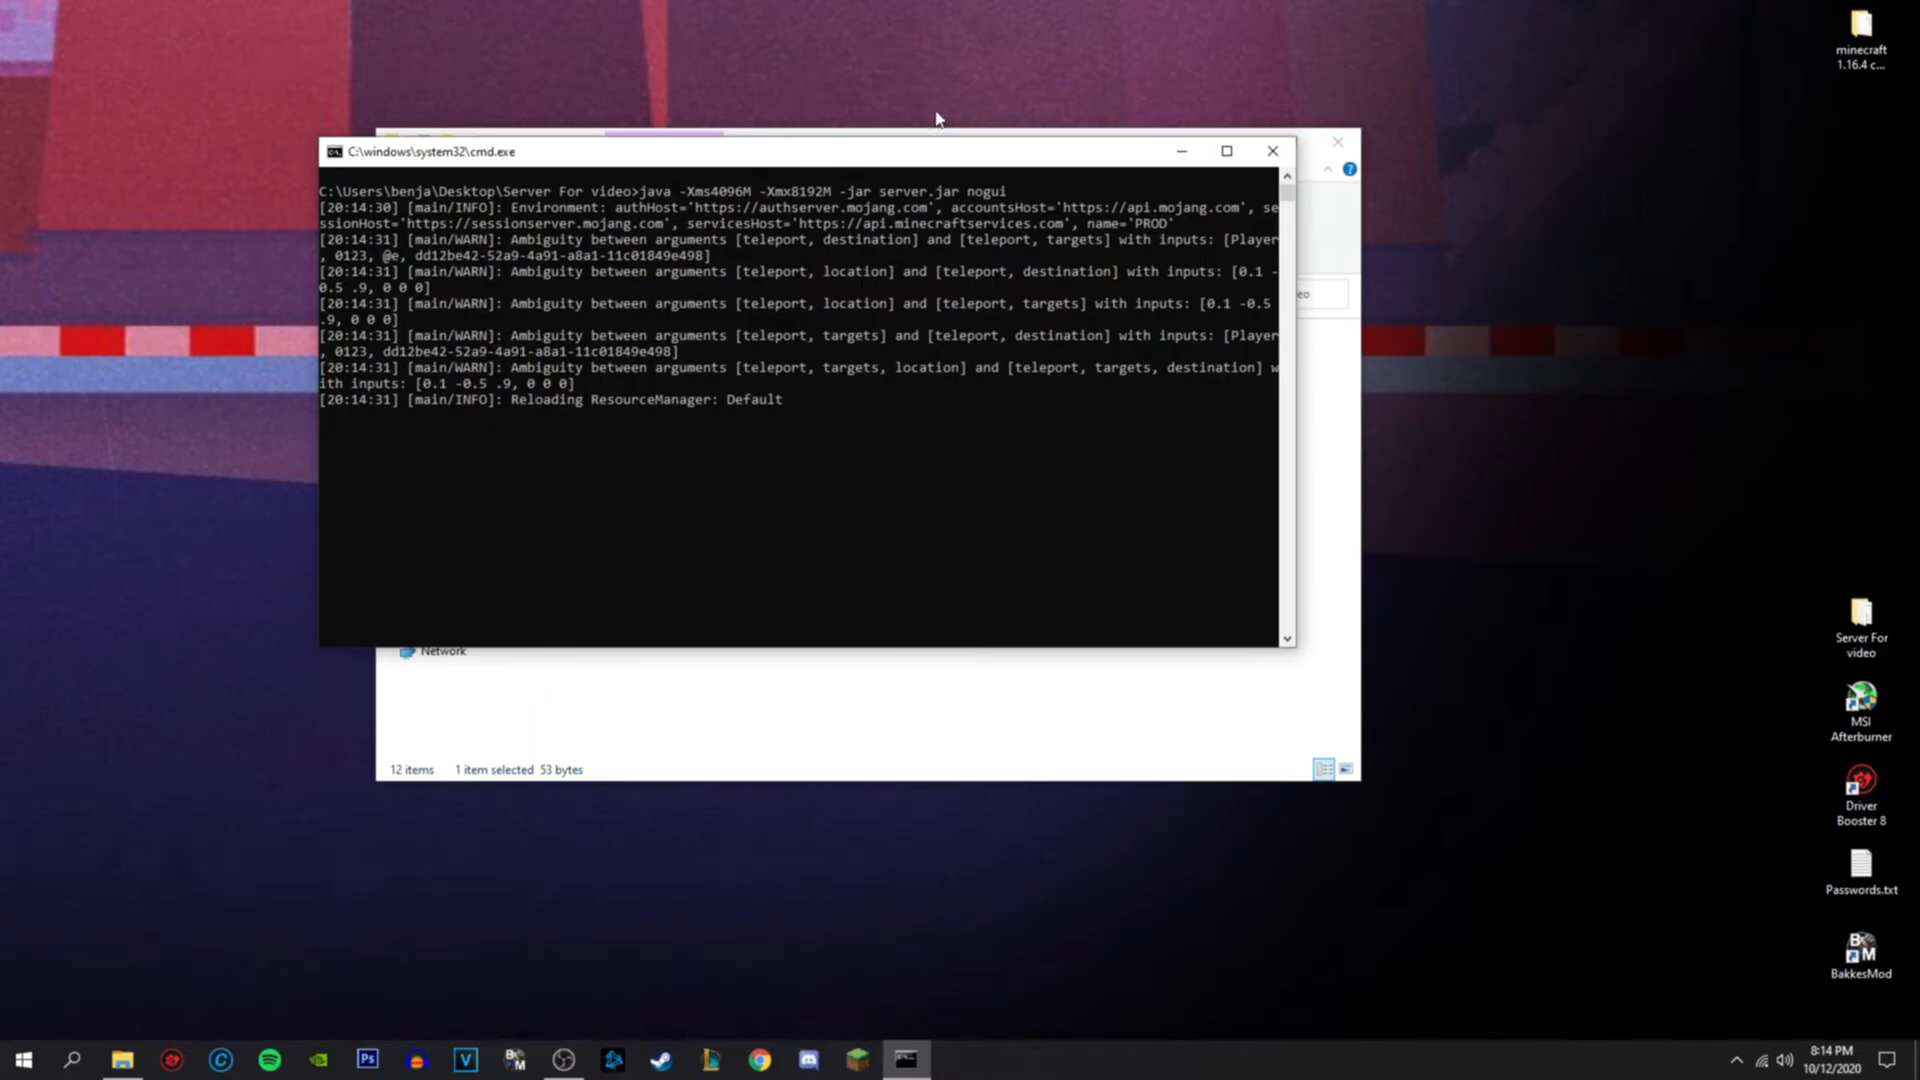 minecraft
1.16.4 c...
C:\windows\system32\cmd.exe
C:\Users\benja\Desktop\Server For video>java -Xms4096M -Xmx8192M -jar server.jar nogui
[20:14:30] [main/INFO]: Environment: authHost='https://authserver.mojang.com', accountsHost='https://api.mojang.com', se
ssionHost='https://sessionserver.mojang.com', servicesHost='https://api.minecraftservices.com', name='PROD'
[20:14:31] [main/WARN]: Ambiguity between arguments [teleport, destination] and [teleport, targets] with inputs: [Player
, 0123, @e, dd12be42-52a9-4a91-a8a1-11c01849e498]
[20:14:31] [main/WARN]: Ambiguity between arguments [teleport, location] and [teleport, destination] with inputs: [0.1 -
0.5 .9, 0 0 0]
[20:14:31] [main/WARN]: Ambiguity between arguments [teleport, location] and [teleport, targets] with inputs: [0.1 -0.5
.9, 0 0 0]
[20:14:31] [main/WARN]: Ambiguity between arguments [teleport, targets] and [teleport, destination] with inputs: [Player
, 0123, dd12be42-52a9-4a91-a8a1-11c01849e498]
[20:14:31] [main/WARN]: Ambiguity between arguments [teleport, targets, location] and [teleport, targets, destination] w
ith inputs: [0.1 -0.5 .9, 0 0 0]
[20:14:31] [main/INFO]: Reloading ResourceManager: Default
eo
Network
12 items 1 item selected 53 bytes
Server For
video
MSI
Afterburner
Driver
Booster 8
Passwords.txt
BakkesMod
8:14 PM
10/12/2020